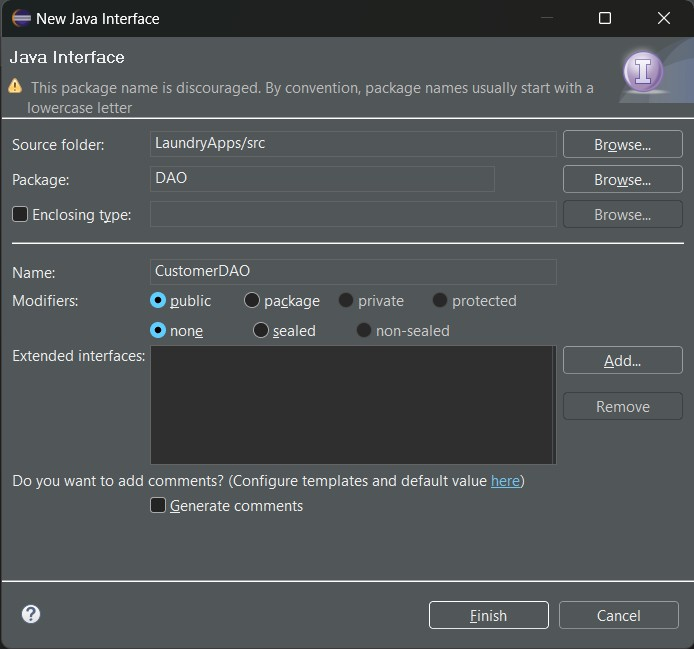 New Java Interface
Java Interface
This package name is discouraged. By convention, package names usually start with a
lowercase letter
Source folder: LaundryApps/src Browse...
Package: DAO Browse...
Enclosing type: Browse...
Name: CustomerDAO
Modifiers: public package private protected
none sealed non-sealed
Extended interfaces: Add...
Remove
Do you want to add comments? (Configure templates and default value here)
Generate comments
? Finish Cancel